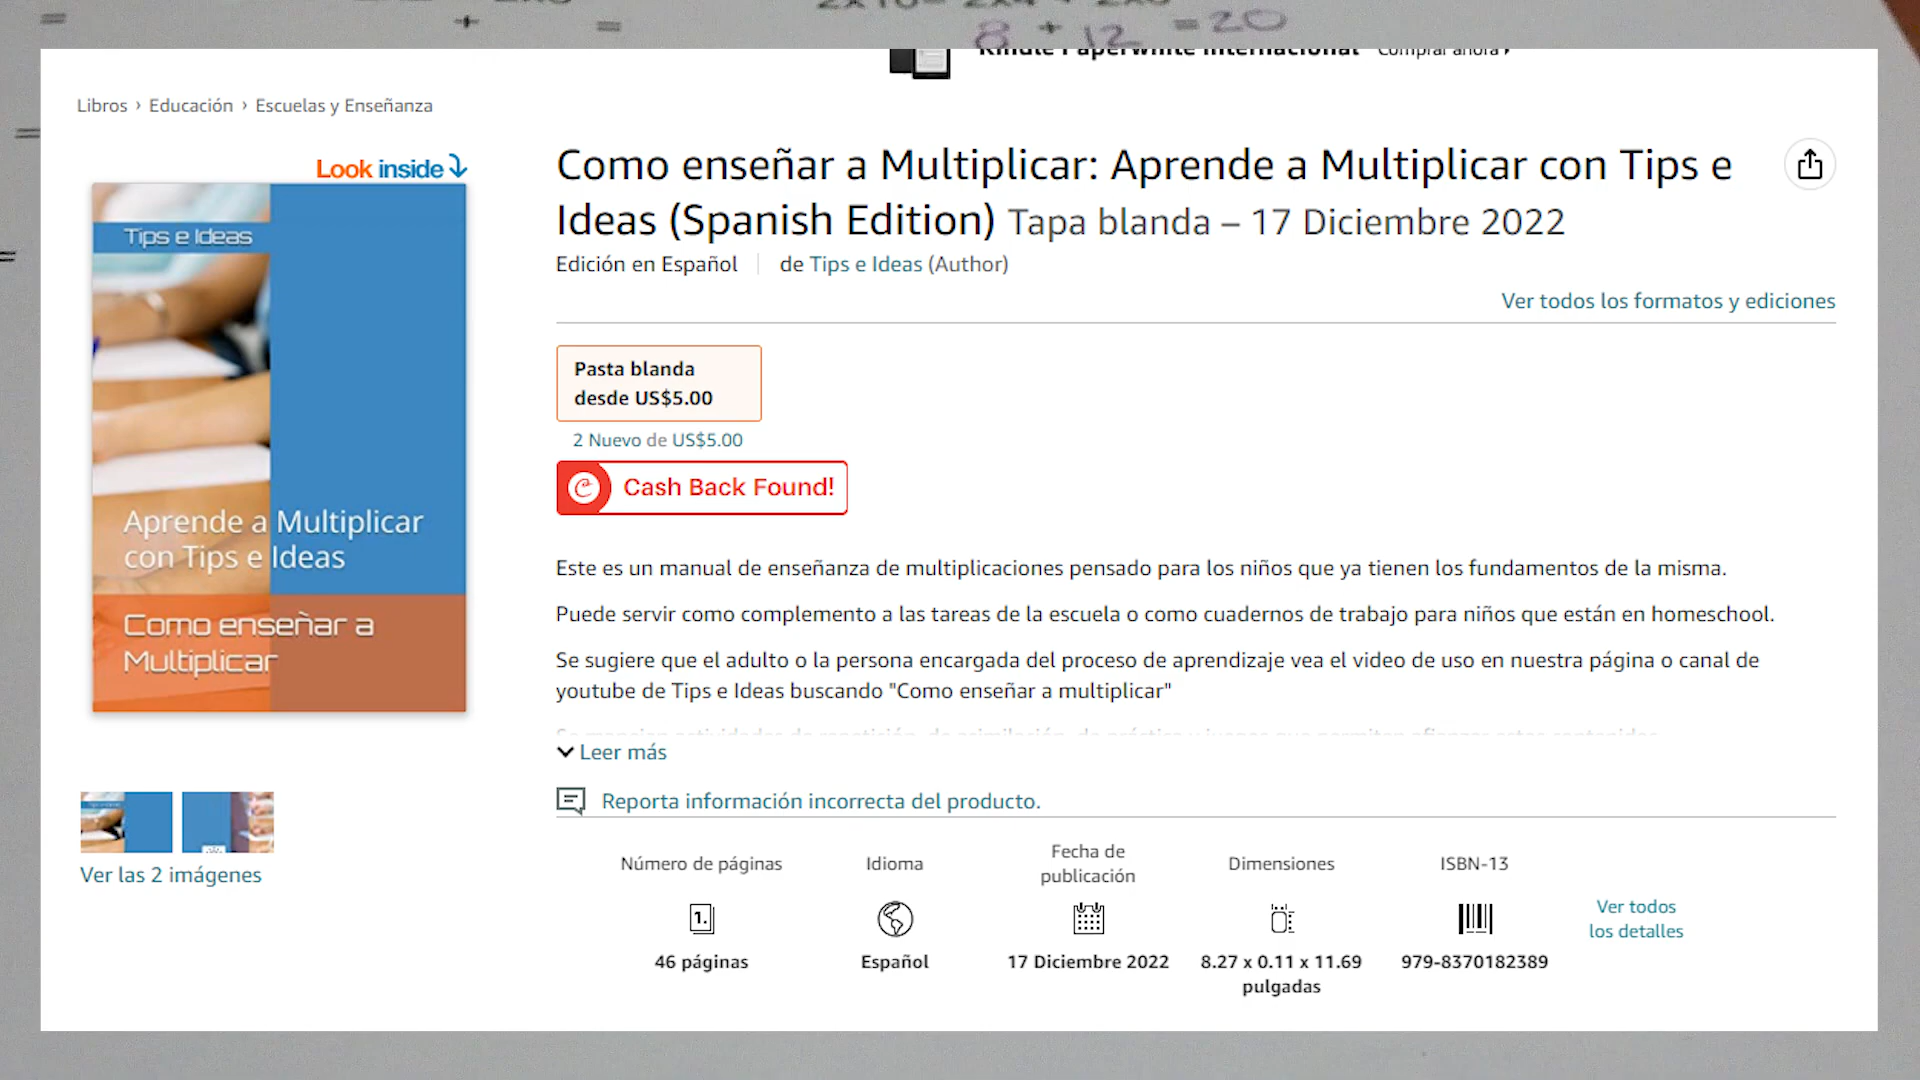 =
+
=
8 + 12 = 20
=
=
Kindle Paperwhite Internacional Comprar ahora
Libros › Educación › Escuelas y Enseñanza
Look inside
Tips e Ideas
Aprende a Multiplicar
con Tips e Ideas
Como enseñar a
Multiplicar
Ver las 2 imágenes
Como enseñar a Multiplicar: Aprende a Multiplicar con Tips e
Ideas (Spanish Edition) Tapa blanda – 17 Diciembre 2022
Edición en Español | de Tips e Ideas (Author)
Ver todos los formatos y ediciones
Pasta blanda
desde US$5.00
2 Nuevo de US$5.00
Cash Back Found!
Este es un manual de enseñanza de multiplicaciones pensado para los niños que ya tienen los fundamentos de la misma.
Puede servir como complemento a las tareas de la escuela o como cuadernos de trabajo para niños que están en homeschool.
Se sugiere que el adulto o la persona encargada del proceso de aprendizaje vea el video de uso en nuestra página o canal de
youtube de Tips e Ideas buscando "Como enseñar a multiplicar"
Leer más
Reporta información incorrecta del producto.
Número de páginas
1.
46 páginas
Idioma
Español
Fecha de
publicación
17 Diciembre 2022
Dimensiones
8.27 x 0.11 x 11.69
pulgadas
ISBN-13
979-8370182389
Ver todos
los detalles